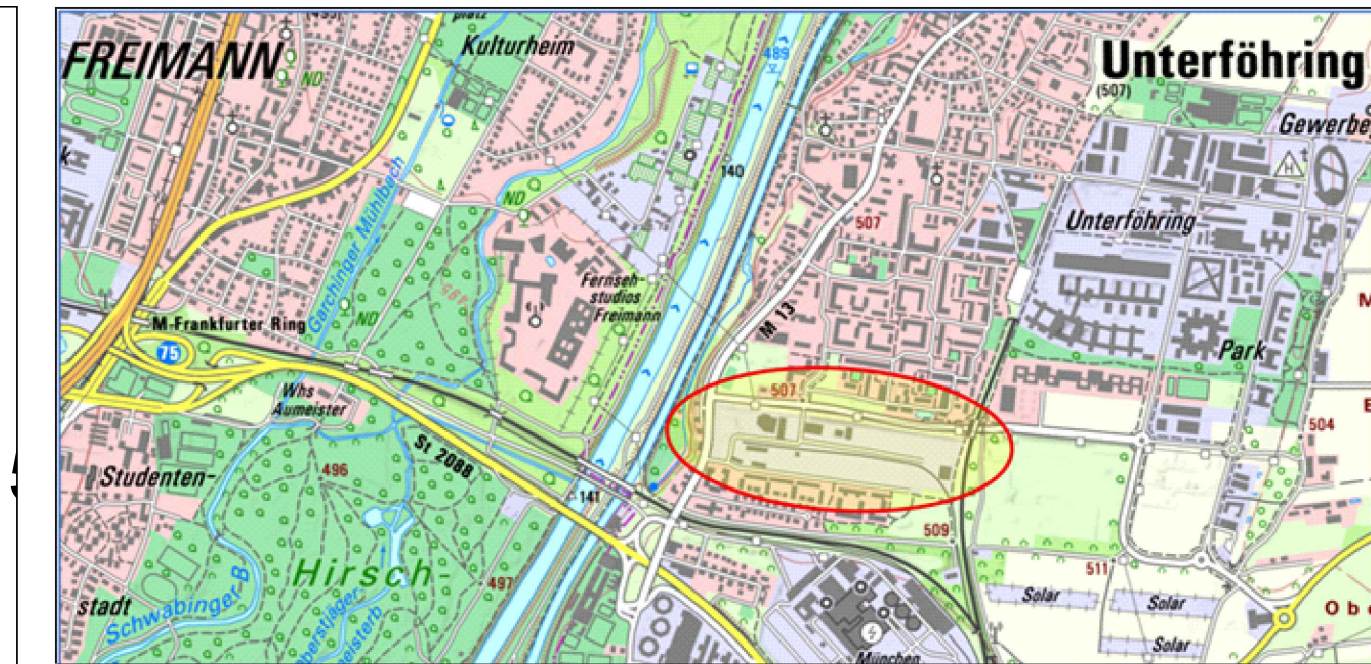 FREIMANN
ND
Kulturheim
489
Unterföhring
(507)
Gewerbe
140
ND
507
Unterföhring
Garchinger Mühlbach
Fernseh-
studios
Freimann
ND
M 13
M-Frankfurter Ring
75
Park
507
Whs
Aumeister
504
St 2088
Studenten-
496
141
509
Hirsch-
497
511
Solar
Solar
Solar
stadt
Schwabinger B
München